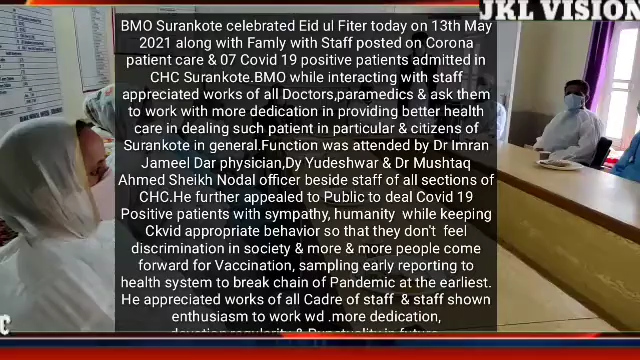 JKL VISION
BMO Surankote celebrated Eid ul Fiter today on 13th May
2021 along with Famly with Staff posted on Corona
patient care & 07 Covid 19 positive patients admitted in
CHC Surankote.BMO while interacting with staff
appreciated works of all Doctors,paramedics & ask them
to work with more dedication in providing better health
care in dealing such patient in particular & citizens of
Surankote in general.Function was attended by Dr Imran
Jameel Dar physician,Dy Yudeshwar & Dr Mushtaq
Ahmed Sheikh Nodal officer beside staff of all sections of
CHC.He further appealed to Public to deal Covid 19
Positive patients with sympathy, humanity while keeping
Ckvid appropriate behavior so that they don't feel
discrimination in society & more & more people come
forward for Vaccination, sampling early reporting to
health system to break chain of Pandemic at the earliest.
He appreciated works of all Cadre of staff & staff shown
enthusiasm to work wd .more dedication,